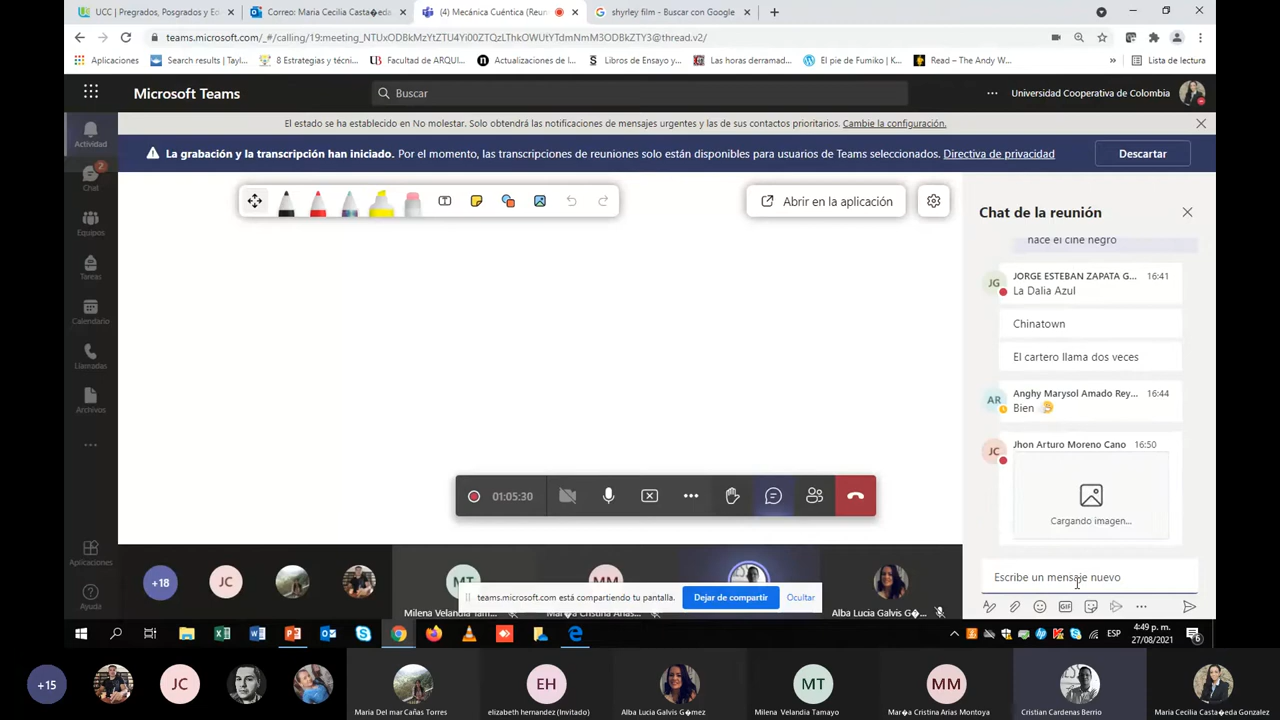 UCC | Pregrados, Posgrados y Ed
Correo: Maria Cecilia Casta�eda
(4) Mecánica Cuéntica (Reun
shyrley film - Buscar con Google
teams.microsoft.com/_#/calling/19:meeting_NTUxODBkMzYtZTU4Yi00ZTQzLThkOWUtYTdmNmM3ODBkZTY3@thread.v2/
Aplicaciones
Search results | Tayl...
8 Estrategias y técni...
Facultad de ARQUI...
Actualizaciones de l...
Libros de Ensayo y...
Las horas derramad...
El pie de Fumiko | K...
Read – The Andy W...
Lista de lectura
Microsoft Teams
Buscar
Universidad Cooperativa de Colombia
El estado se ha establecido en No molestar. Solo obtendrá las notificaciones de mensajes urgentes y las de sus contactos prioritarios. Cambie la configuración.
La grabación y la transcripción han iniciado. Por el momento, las transcripciones de reuniones solo están disponibles para usuarios de Teams seleccionados. Directiva de privacidad
Descartar
Actividad
2
Chat
Equipos
Tareas
Calendario
Llamadas
Archivos
Aplicaciones
Ayuda
Abrir en la aplicación
Chat de la reunión
nace el cine negro
JG
JORGE ESTEBAN ZAPATA G... 16:41
La Dalia Azul
Chinatown
El cartero llama dos veces
AR
Anghy Marysol Amado Rey... 16:44
Bien
JC
Jhon Arturo Moreno Cano 16:50
Cargando imagen...
Escribe un mensaje nuevo
GIF
01:05:30
+18
JC
MT
MM
Milena Velandia Tam...
Alba Lucia Galvis G�...
teams.microsoft.com está compartiendo tu pantalla.
Dejar de compartir
Ocultar
ESP
4:49 p. m.
27/08/2021
6
+15
JC
EH
MT
MM
Maria Del mar Cañas Torres
elizabeth hernandez (Invitado)
Alba Lucia Galvis G�mez
Milena Velandia Tamayo
Mar�a Cristina Arias Montoya
Cristian Cardenas Berrio
Maria Cecilia Casta�eda Gonzalez